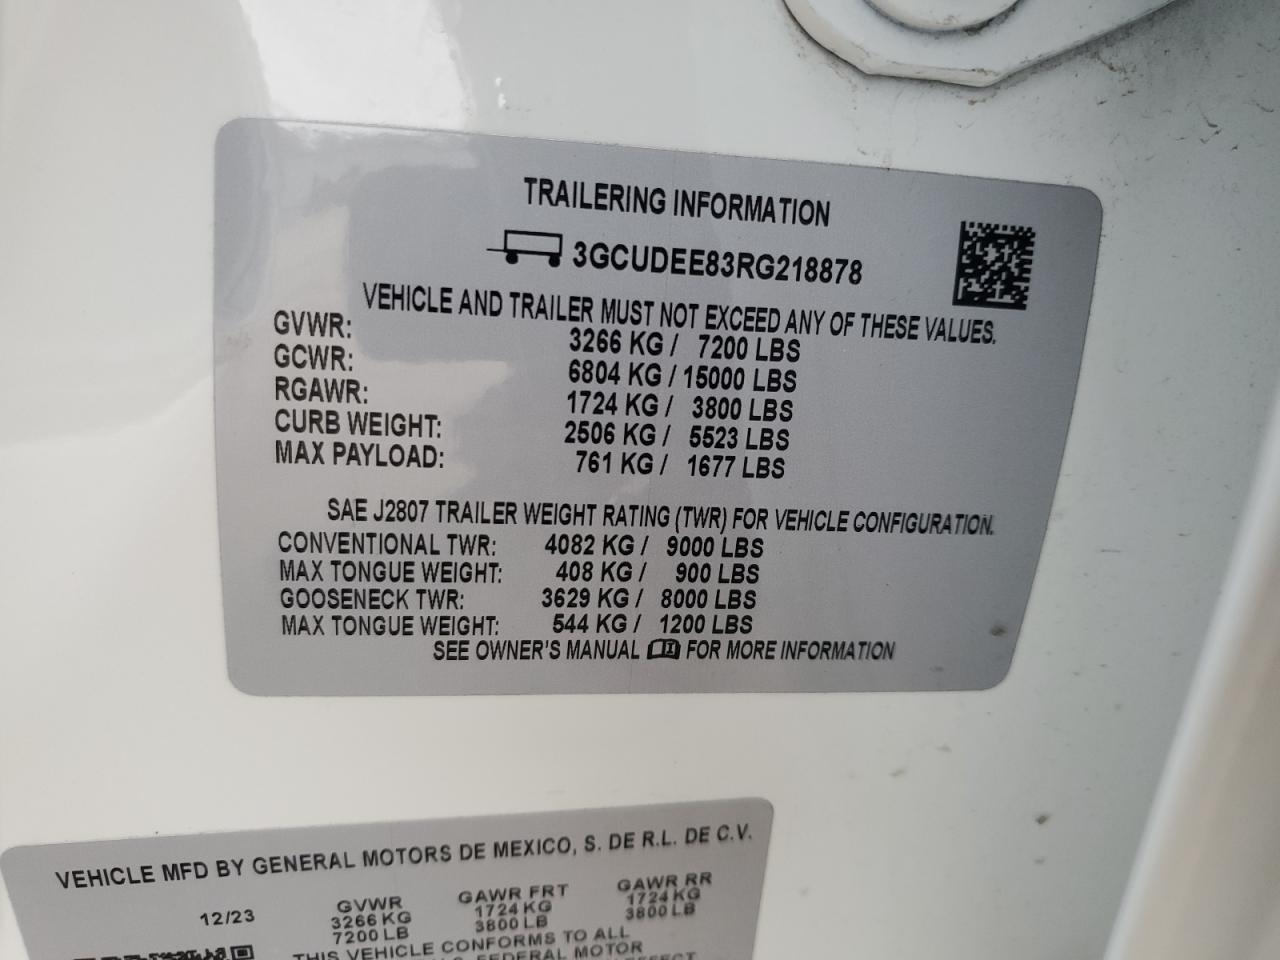 TRAILERING INFORMATION
3GCUDEE83RG218878
VEHICLE AND TRAILER MUST NOT EXCEED ANY OF THESE VALUES.
GVWR: 3266 KG / 7200 LBS
GCWR: 6804 KG / 15000 LBS
RGAWR: 1724 KG / 3800 LBS
CURB WEIGHT: 2506 KG / 5523 LBS
MAX PAYLOAD: 761 KG / 1677 LBS
SAE J2807 TRAILER WEIGHT RATING (TWR) FOR VEHICLE CONFIGURATION.
CONVENTIONAL TWR: 4082 KG / 9000 LBS
MAX TONGUE WEIGHT: 408 KG / 900 LBS
GOOSENECK TWR: 3629 KG / 8000 LBS
MAX TONGUE WEIGHT: 544 KG / 1200 LBS
SEE OWNER'S MANUAL FOR MORE INFORMATION
VEHICLE MFD BY GENERAL MOTORS DE MEXICO, S. DE R.L. DE C.V.
GVWR GAWR FRT GAWR RR
12/23 3266 KG 1724 KG 1724 KG
7200 LB 3800 LB 3800 LB
THIS VEHICLE CONFORMS TO ALL
FEDERAL MOTOR